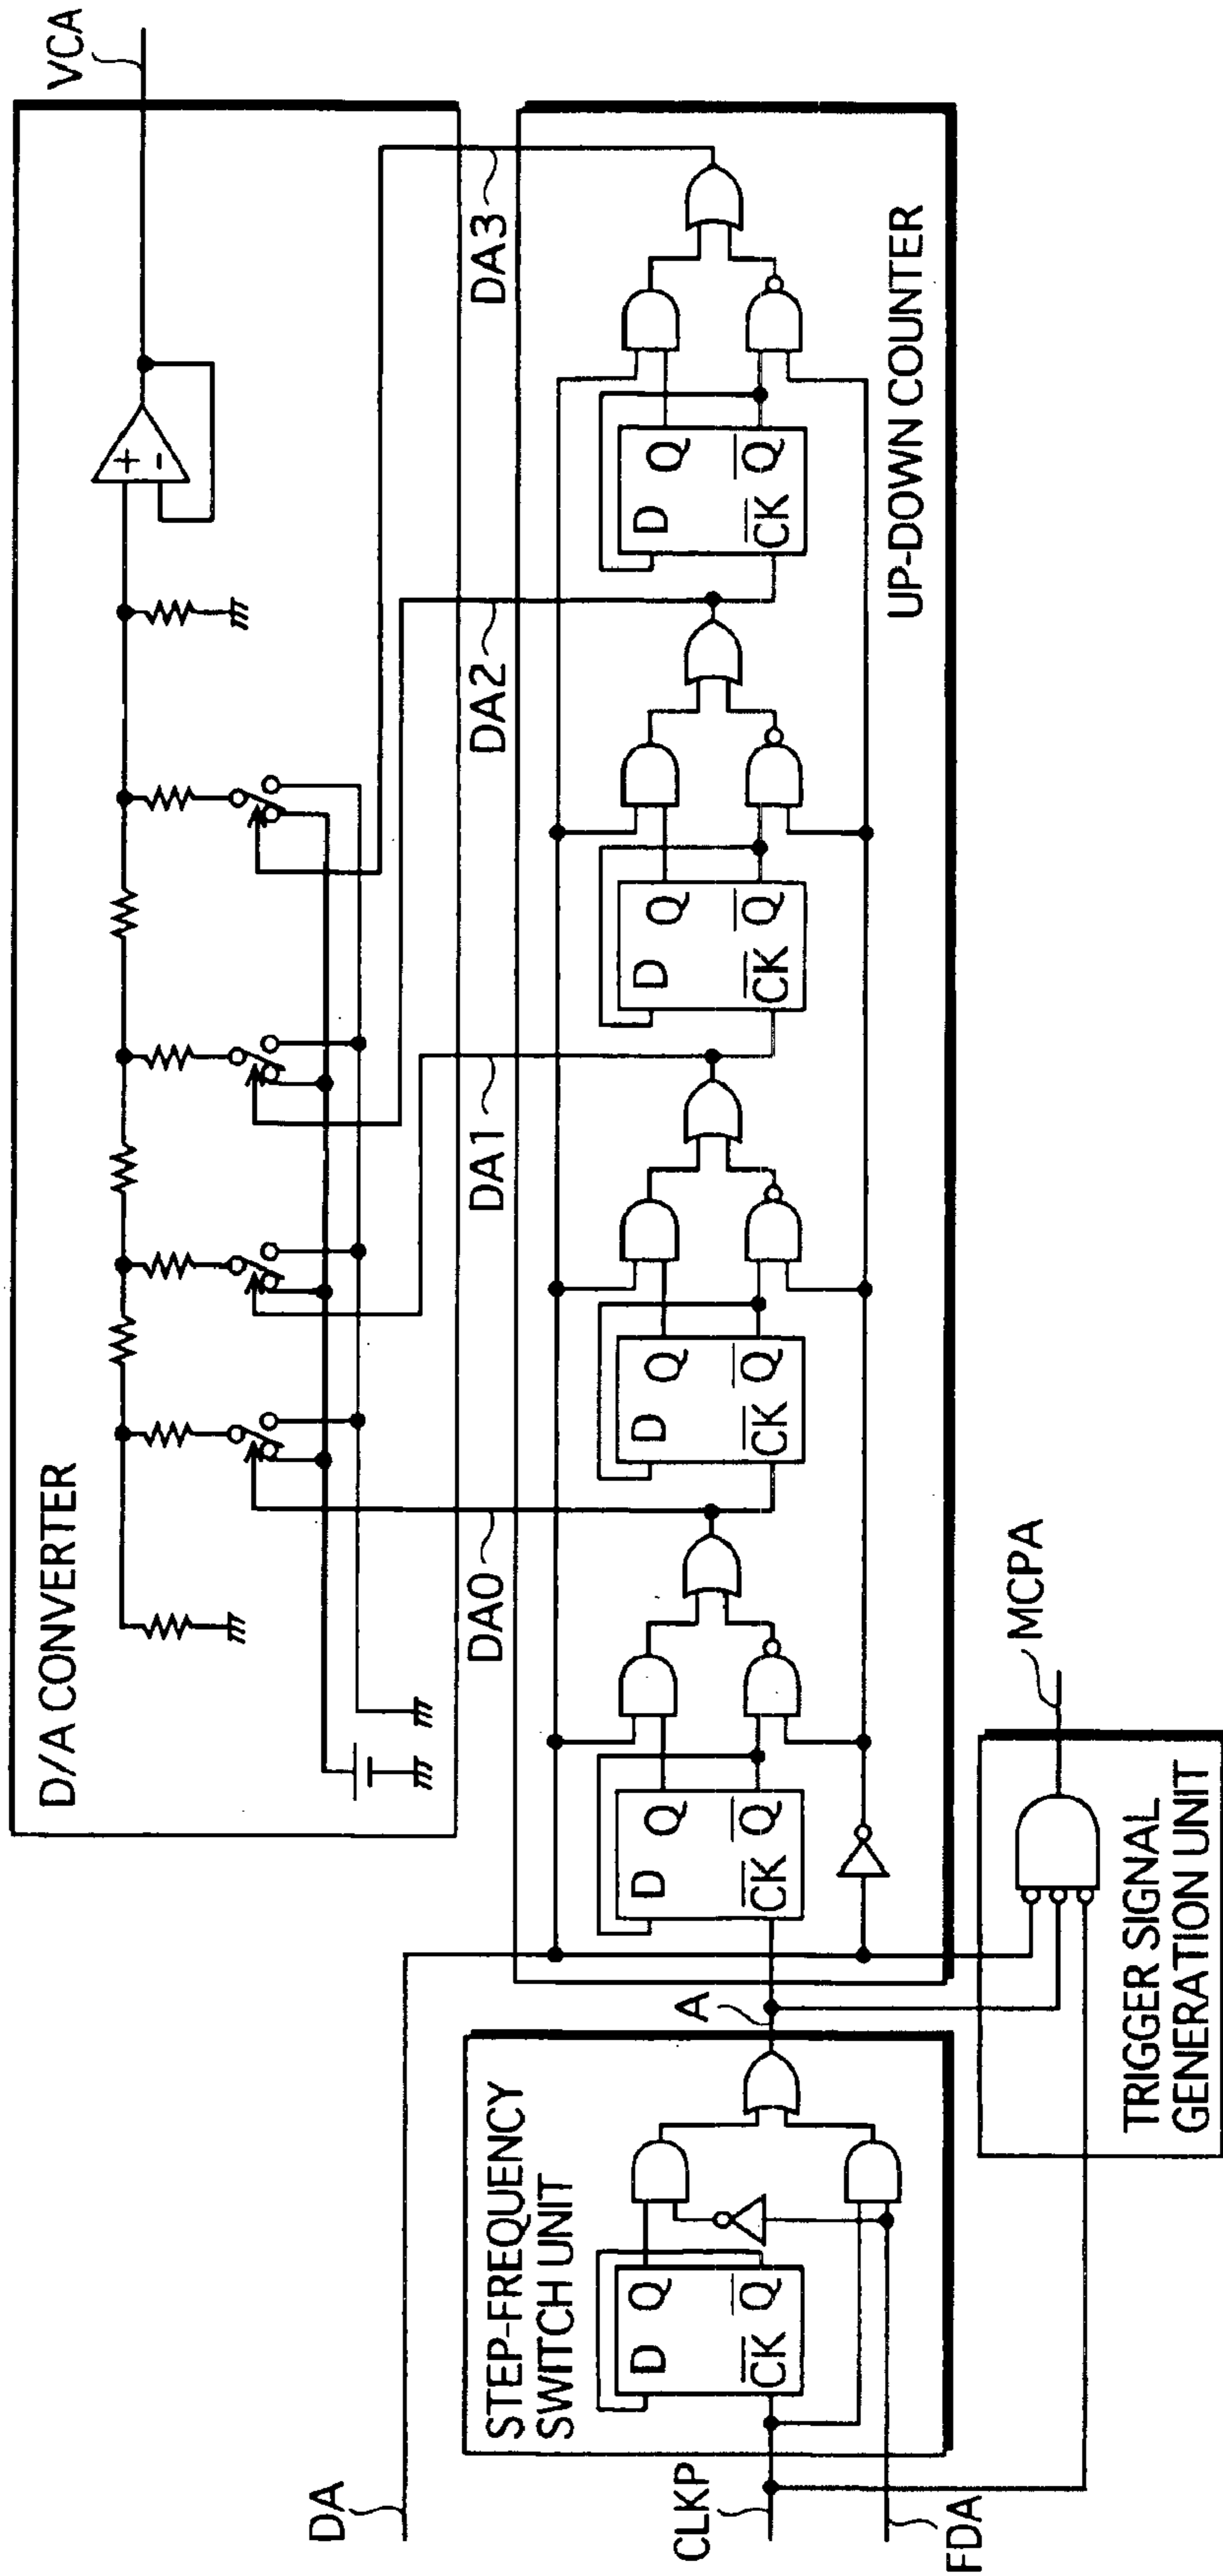 D/A CONVERTER
VCA
+
−
DA0
DA1
DA2
DA3
DA
STEP-FREQUENCY
SWITCH UNIT
D
Q
CK
Q
A
D
Q
CK
Q
D
Q
CK
Q
D
Q
CK
Q
D
Q
CK
Q
UP-DOWN COUNTER
CLKP
FDA
MCPA
TRIGGER SIGNAL
GENERATION UNIT